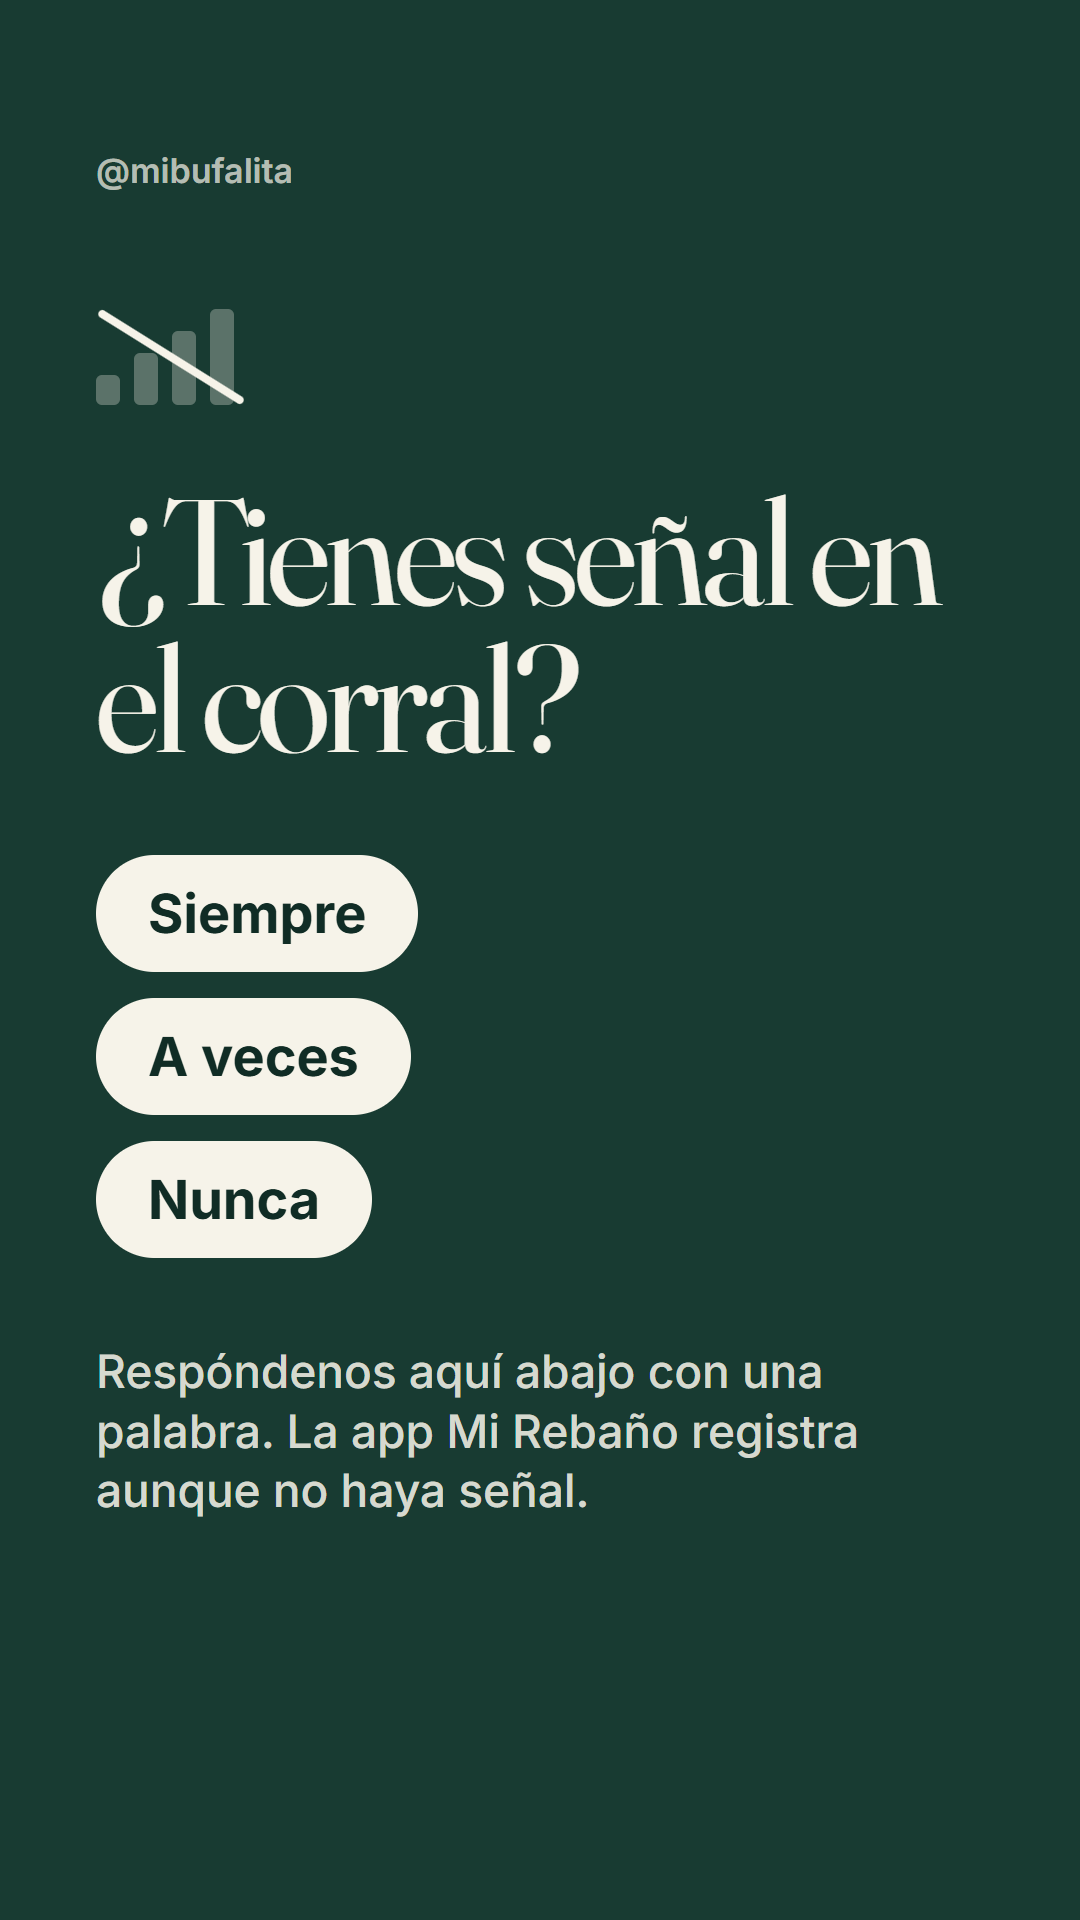 @mibufalita
¿Tienes señal en
el corral?
Siempre
A veces
Nunca
Respóndenos aquí abajo con una
palabra. La app Mi Rebaño registra
aunque no haya señal.